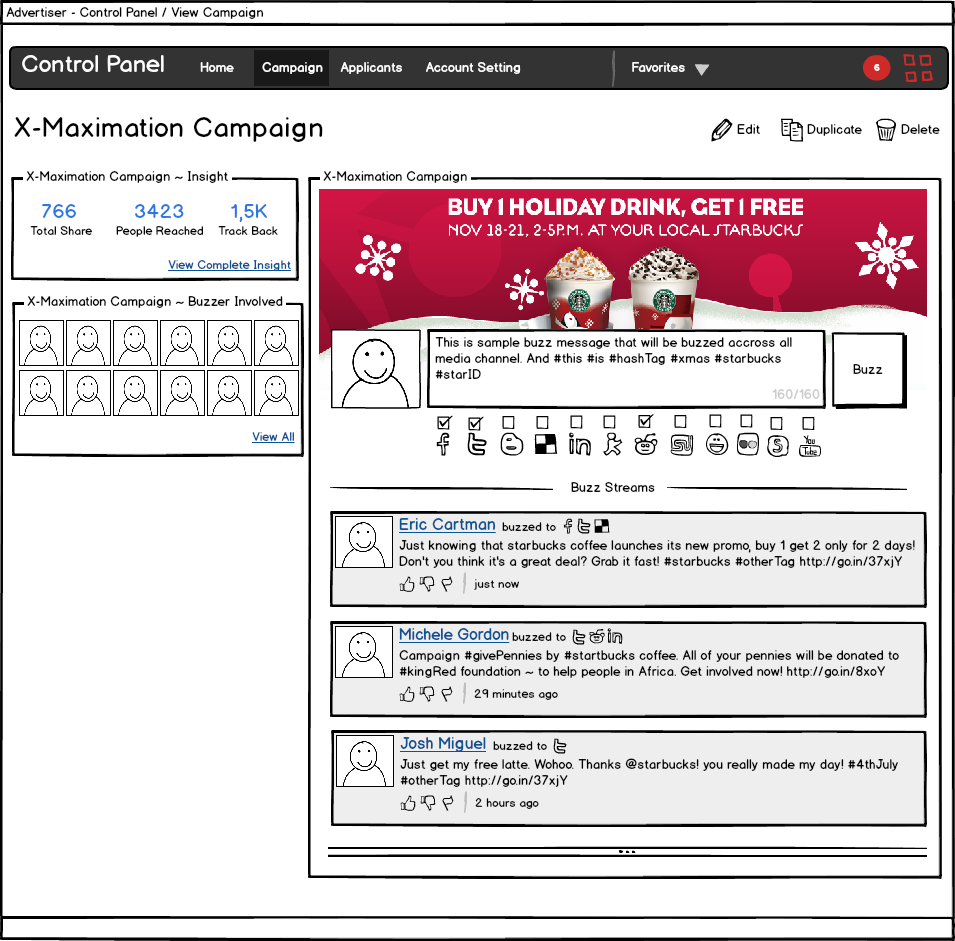 Advertiser - Control Panel / View Campaign
Control Panel Home Campaign Applicants Account Setting Favorites 6
X-Maximation Campaign
Edit Duplicate Delete
X-Maximation Campaign ~ Insight
766 3423 1,5K
Total Share People Reached Track Back
View Complete Insight
X-Maximation Campaign ~ Buzzer Involved
View All
X-Maximation Campaign
BUY 1 HOLIDAY DRINK, GET 1 FREE
NOV 18-21, 2-5P.M. AT YOUR LOCAL STARBUCKS
This is sample buzz message that will be buzzed accross all
media channel. And #this #is #hashTag #xmas #starbucks
#starID
160/160
Buzz
You
Tube
Buzz Streams
Eric Cartman buzzed to
Just knowing that starbucks coffee launches its new promo, buy 1 get 2 only for 2 days!
Don't you think it's a great deal? Grab it fast! #starbucks #otherTag http://go.in/37xjY
just now
Michele Gordon buzzed to
Campaign #givePennies by #startbucks coffee. All of your pennies will be donated to
#kingRed foundation ~ to help people in Africa. Get involved now! http://go.in/8xoY
29 minutes ago
Josh Miguel buzzed to
Just get my free latte. Wohoo. Thanks @starbucks! you really made my day! #4thJuly
#otherTag http://go.in/37xjY
2 hours ago